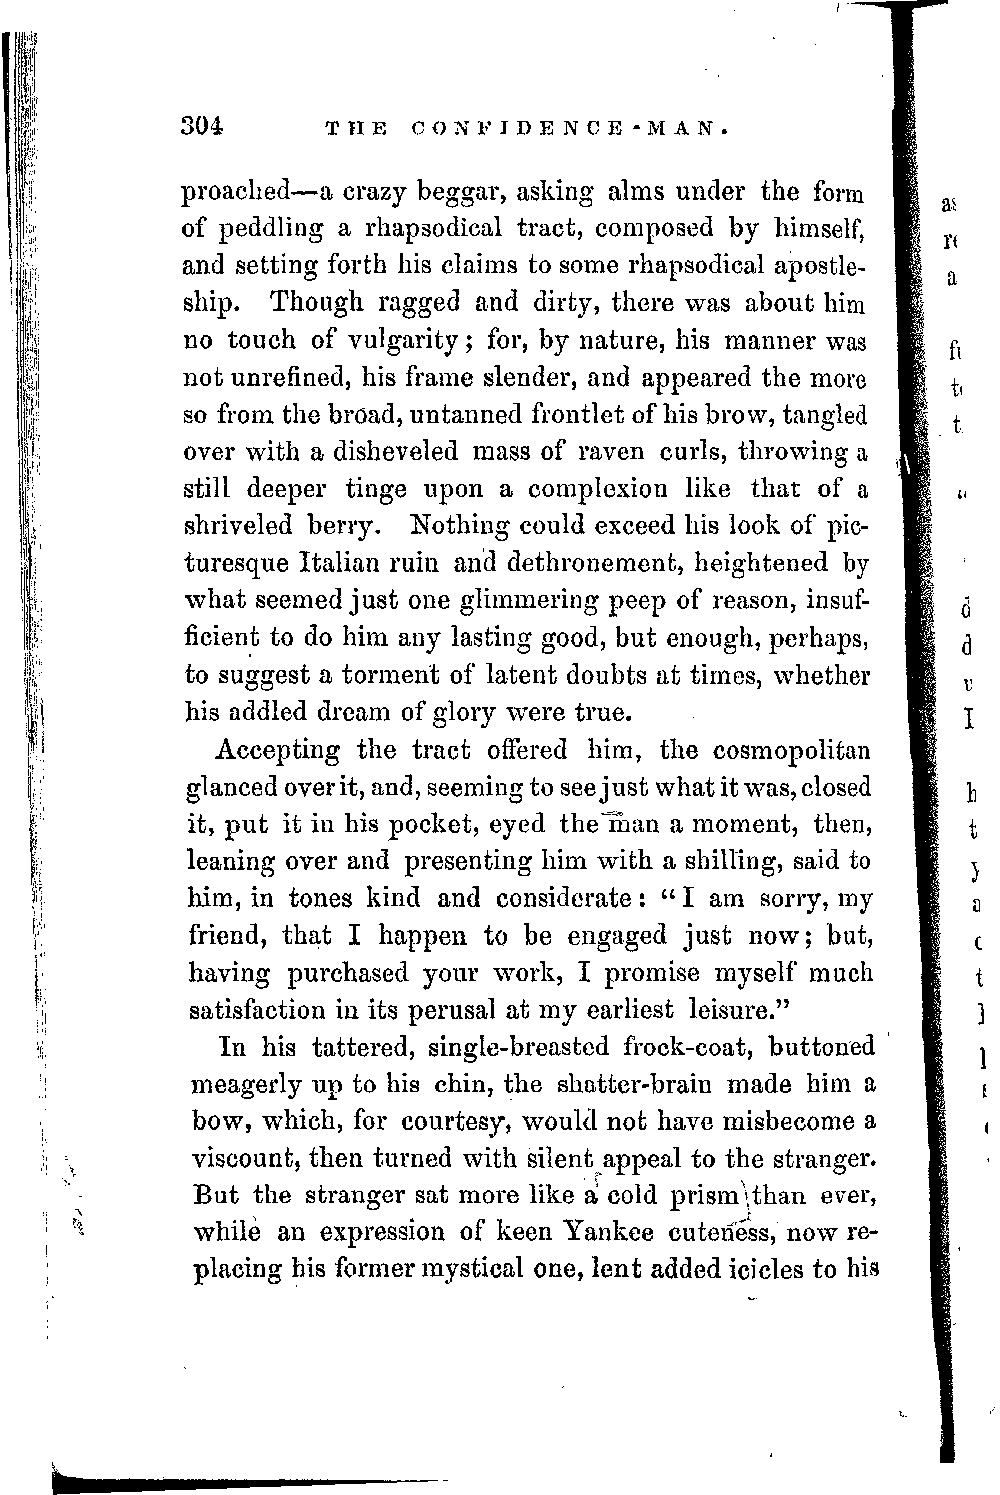 304 THE CONFIDENCE-MAN.
proached—a crazy beggar, asking alms under the form
of peddling a rhapsodical tract, composed by himself,
and setting forth his claims to some rhapsodical apostle-
ship. Though ragged and dirty, there was about him
no touch of vulgarity; for, by nature, his manner was
not unrefined, his frame slender, and appeared the more
so from the broad, untanned frontlet of his brow, tangled
over with a disheveled mass of raven curls, throwing a
still deeper tinge upon a complexion like that of a
shriveled berry. Nothing could exceed his look of pic-
turesque Italian ruin and dethronement, heightened by
what seemed just one glimmering peep of reason, insuf-
ficient to do him any lasting good, but enough, perhaps,
to suggest a torment of latent doubts at times, whether
his addled dream of glory were true.
Accepting the tract offered him, the cosmopolitan
glanced over it, and, seeming to see just what it was, closed
it, put it in his pocket, eyed the man a moment, then,
leaning over and presenting him with a shilling, said to
him, in tones kind and considerate: "I am sorry, my
friend, that I happen to be engaged just now; but,
having purchased your work, I promise myself much
satisfaction in its perusal at my earliest leisure."
In his tattered, single-breasted frock-coat, buttoned
meagerly up to his chin, the shatter-brain made him a
bow, which, for courtesy, would not have misbecome a
viscount, then turned with silent appeal to the stranger.
But the stranger sat more like a cold prism than ever,
while an expression of keen Yankee cuteness, now re-
placing his former mystical one, lent added icicles to his